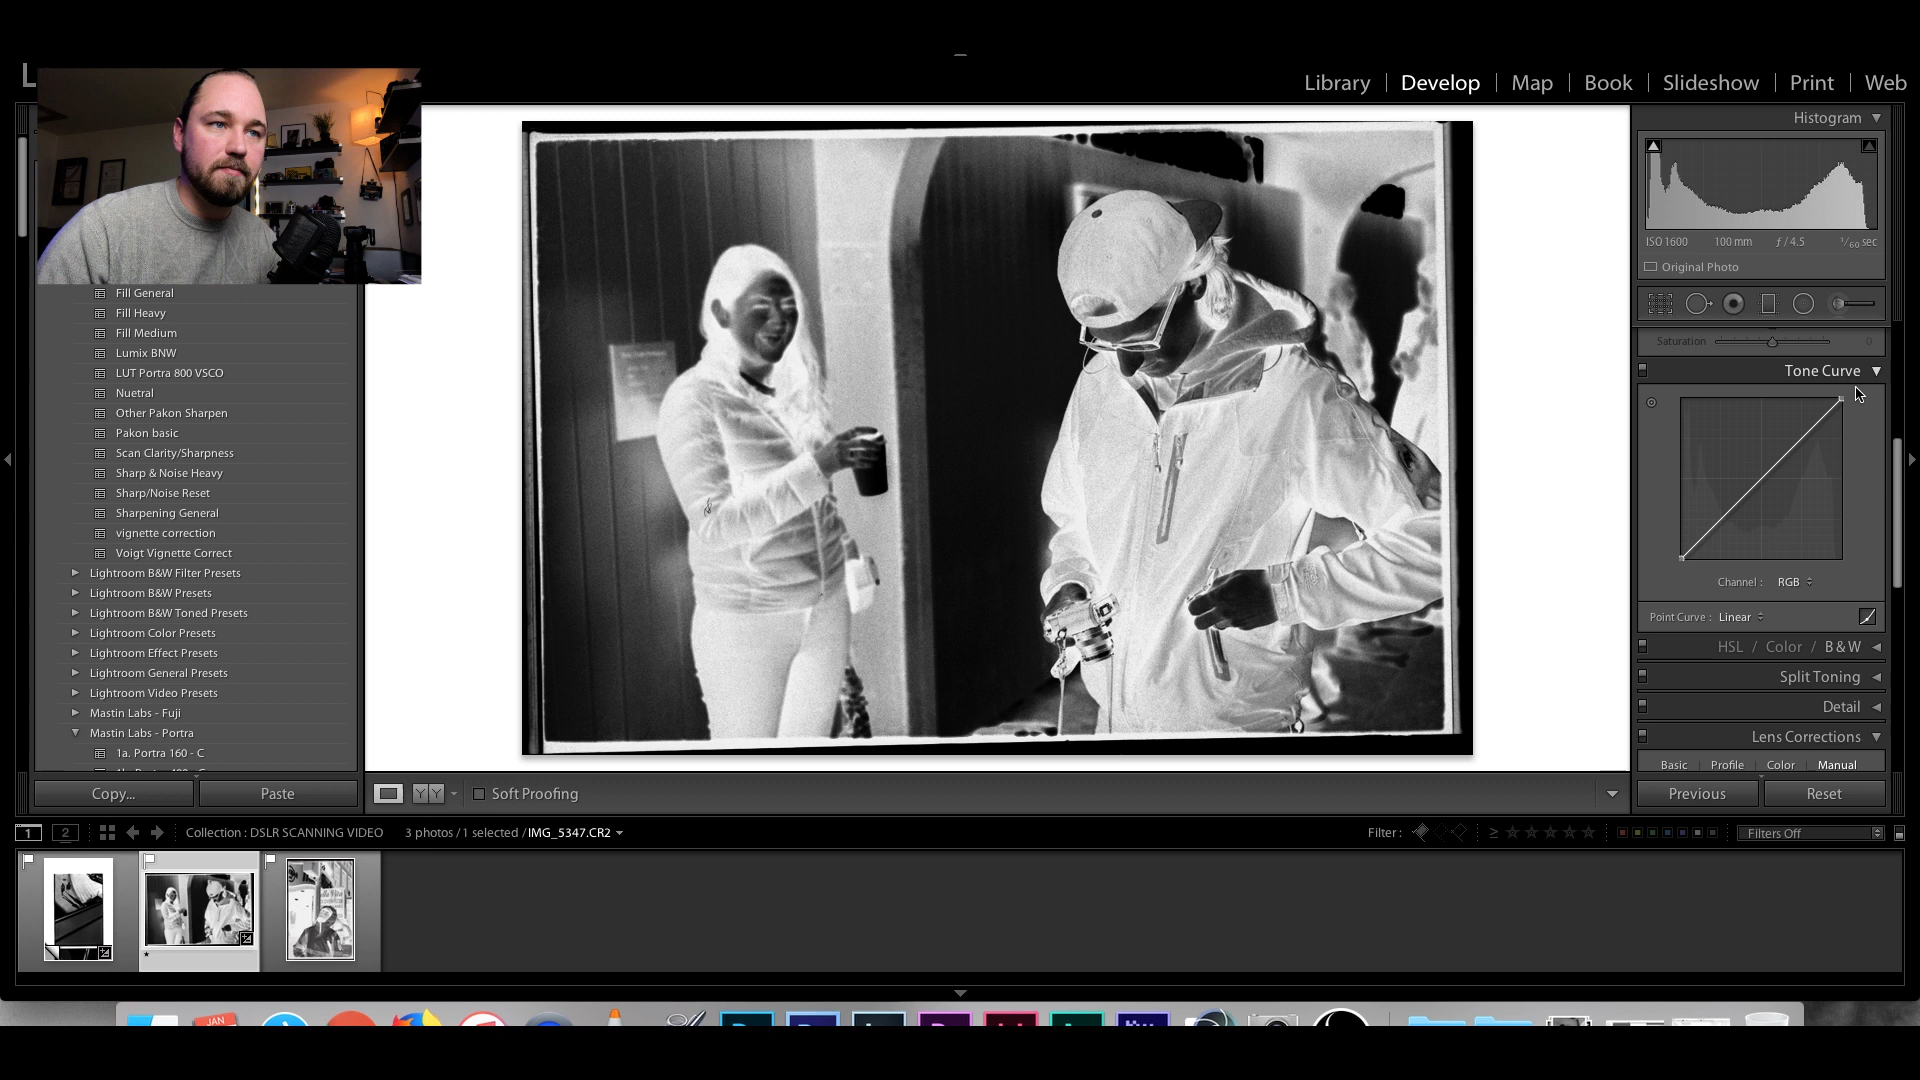 L
Library | Develop | Map | Book | Slideshow | Print | Web
Histogram
ISO 1600 100 mm ƒ / 4.5 1/60 sec
Original Photo
Saturation 0
Tone Curve
Channel : RGB
Point Curve : Linear
HSL / Color / B & W
Split Toning
Detail
Lens Corrections
Basic | Profile | Color | Manual
Previous Reset
Fill General
Fill Heavy
Fill Medium
Lumix BNW
LUT Portra 800 VSCO
Nuetral
Other Pakon Sharpen
Pakon basic
Scan Clarity/Sharpness
Sharp & Noise Heavy
Sharp/Noise Reset
Sharpening General
vignette correction
Voigt Vignette Correct
Lightroom B&W Filter Presets
Lightroom B&W Presets
Lightroom B&W Toned Presets
Lightroom Color Presets
Lightroom Effect Presets
Lightroom General Presets
Lightroom Video Presets
Mastin Labs - Fuji
Mastin Labs - Portra
1a. Portra 160 - C
Copy... Paste
YY Soft Proofing
1 2 Collection : DSLR SCANNING VIDEO 3 photos / 1 selected / IMG_5347.CR2 Filter : ≥ Filters Off
JAN